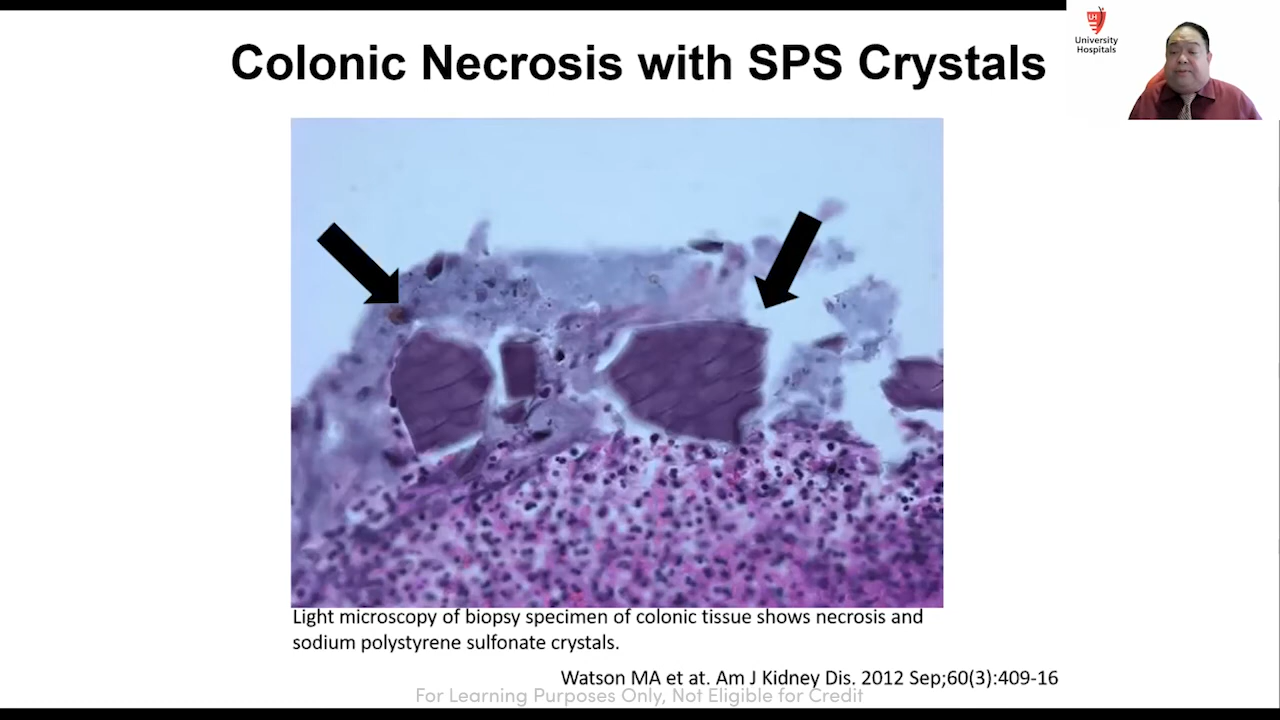 Colonic Necrosis with SPS Crystals
UH
University
Hospitals
Light microscopy of biopsy specimen of colonic tissue shows necrosis and
sodium polystyrene sulfonate crystals.
Watson MA et at. Am J Kidney Dis. 2012 Sep;60(3):409-16
For Learning Purposes Only, Not Eligible for Credit